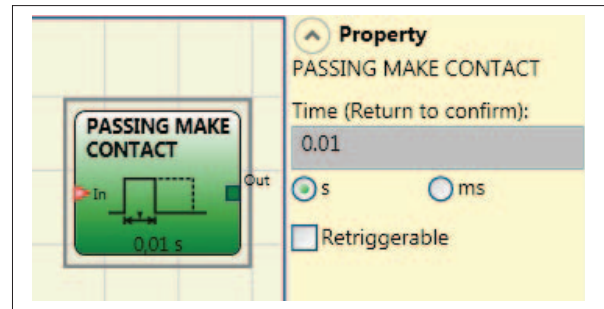 PASSING MAKE
CONTACT
In
Out
0,01 s
Property
PASSING MAKE CONTACT
Time (Return to confirm):
0.01
s
ms
Retriggerable